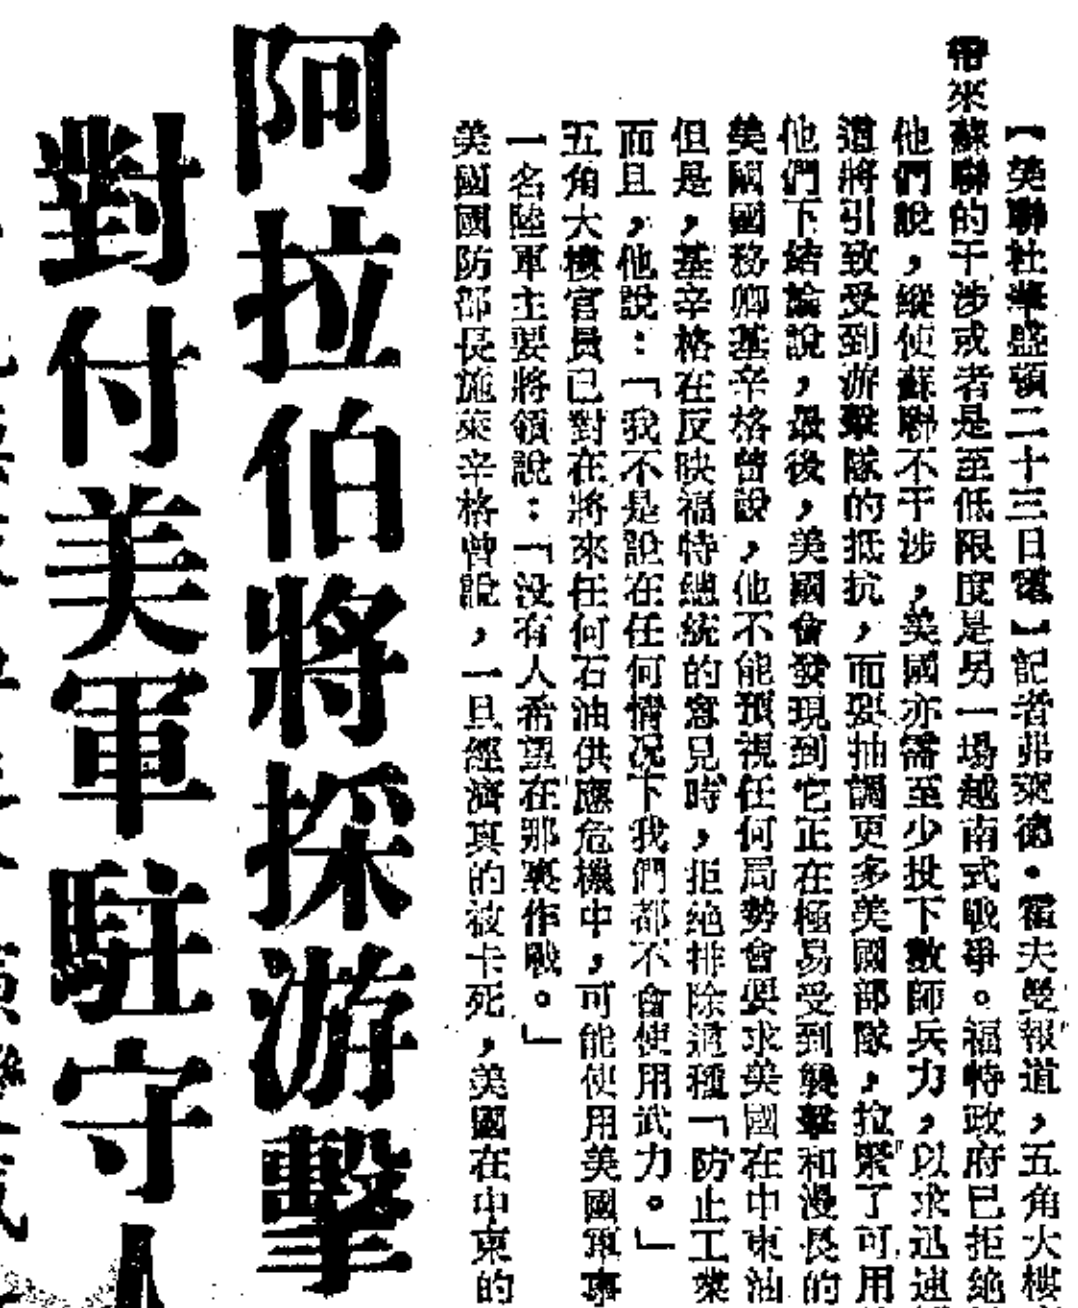 【美聯社華盛頓二十三日電】記者弗萊德·霍夫曼報道，五角大樓
帶來蘇聯的干涉或者是至低限度是另一場越南式戰爭。福特政府已拒絕
他們說，縱使蘇聯不干涉，美國亦需至少投下數師兵力，以求迅速
這將引致受到游擊隊的抵抗，而要抽調更多美國部隊，拉緊了可用
他們下結論說，最後，美國會發現到它正在極易受到襲擊和漫長的
美國國務卿基辛格曾說，他不能預視任何局勢會要求美國在中東油
但是，基辛格在反映福特總統的意見時，拒絕排除這種「防止工業
而且，他說：「我不是說在任何情況下我們都不會使用武力。」
五角大樓官員已對在將來任何石油供應危機中，可能使用美國軍事
一名陸軍主要將領說：「沒有人希望在那裏作戰。」
美國國防部長施萊辛格曾說，一旦經濟真的被卡死，美國在中東的
阿拉伯將採游擊
對付美軍駐守